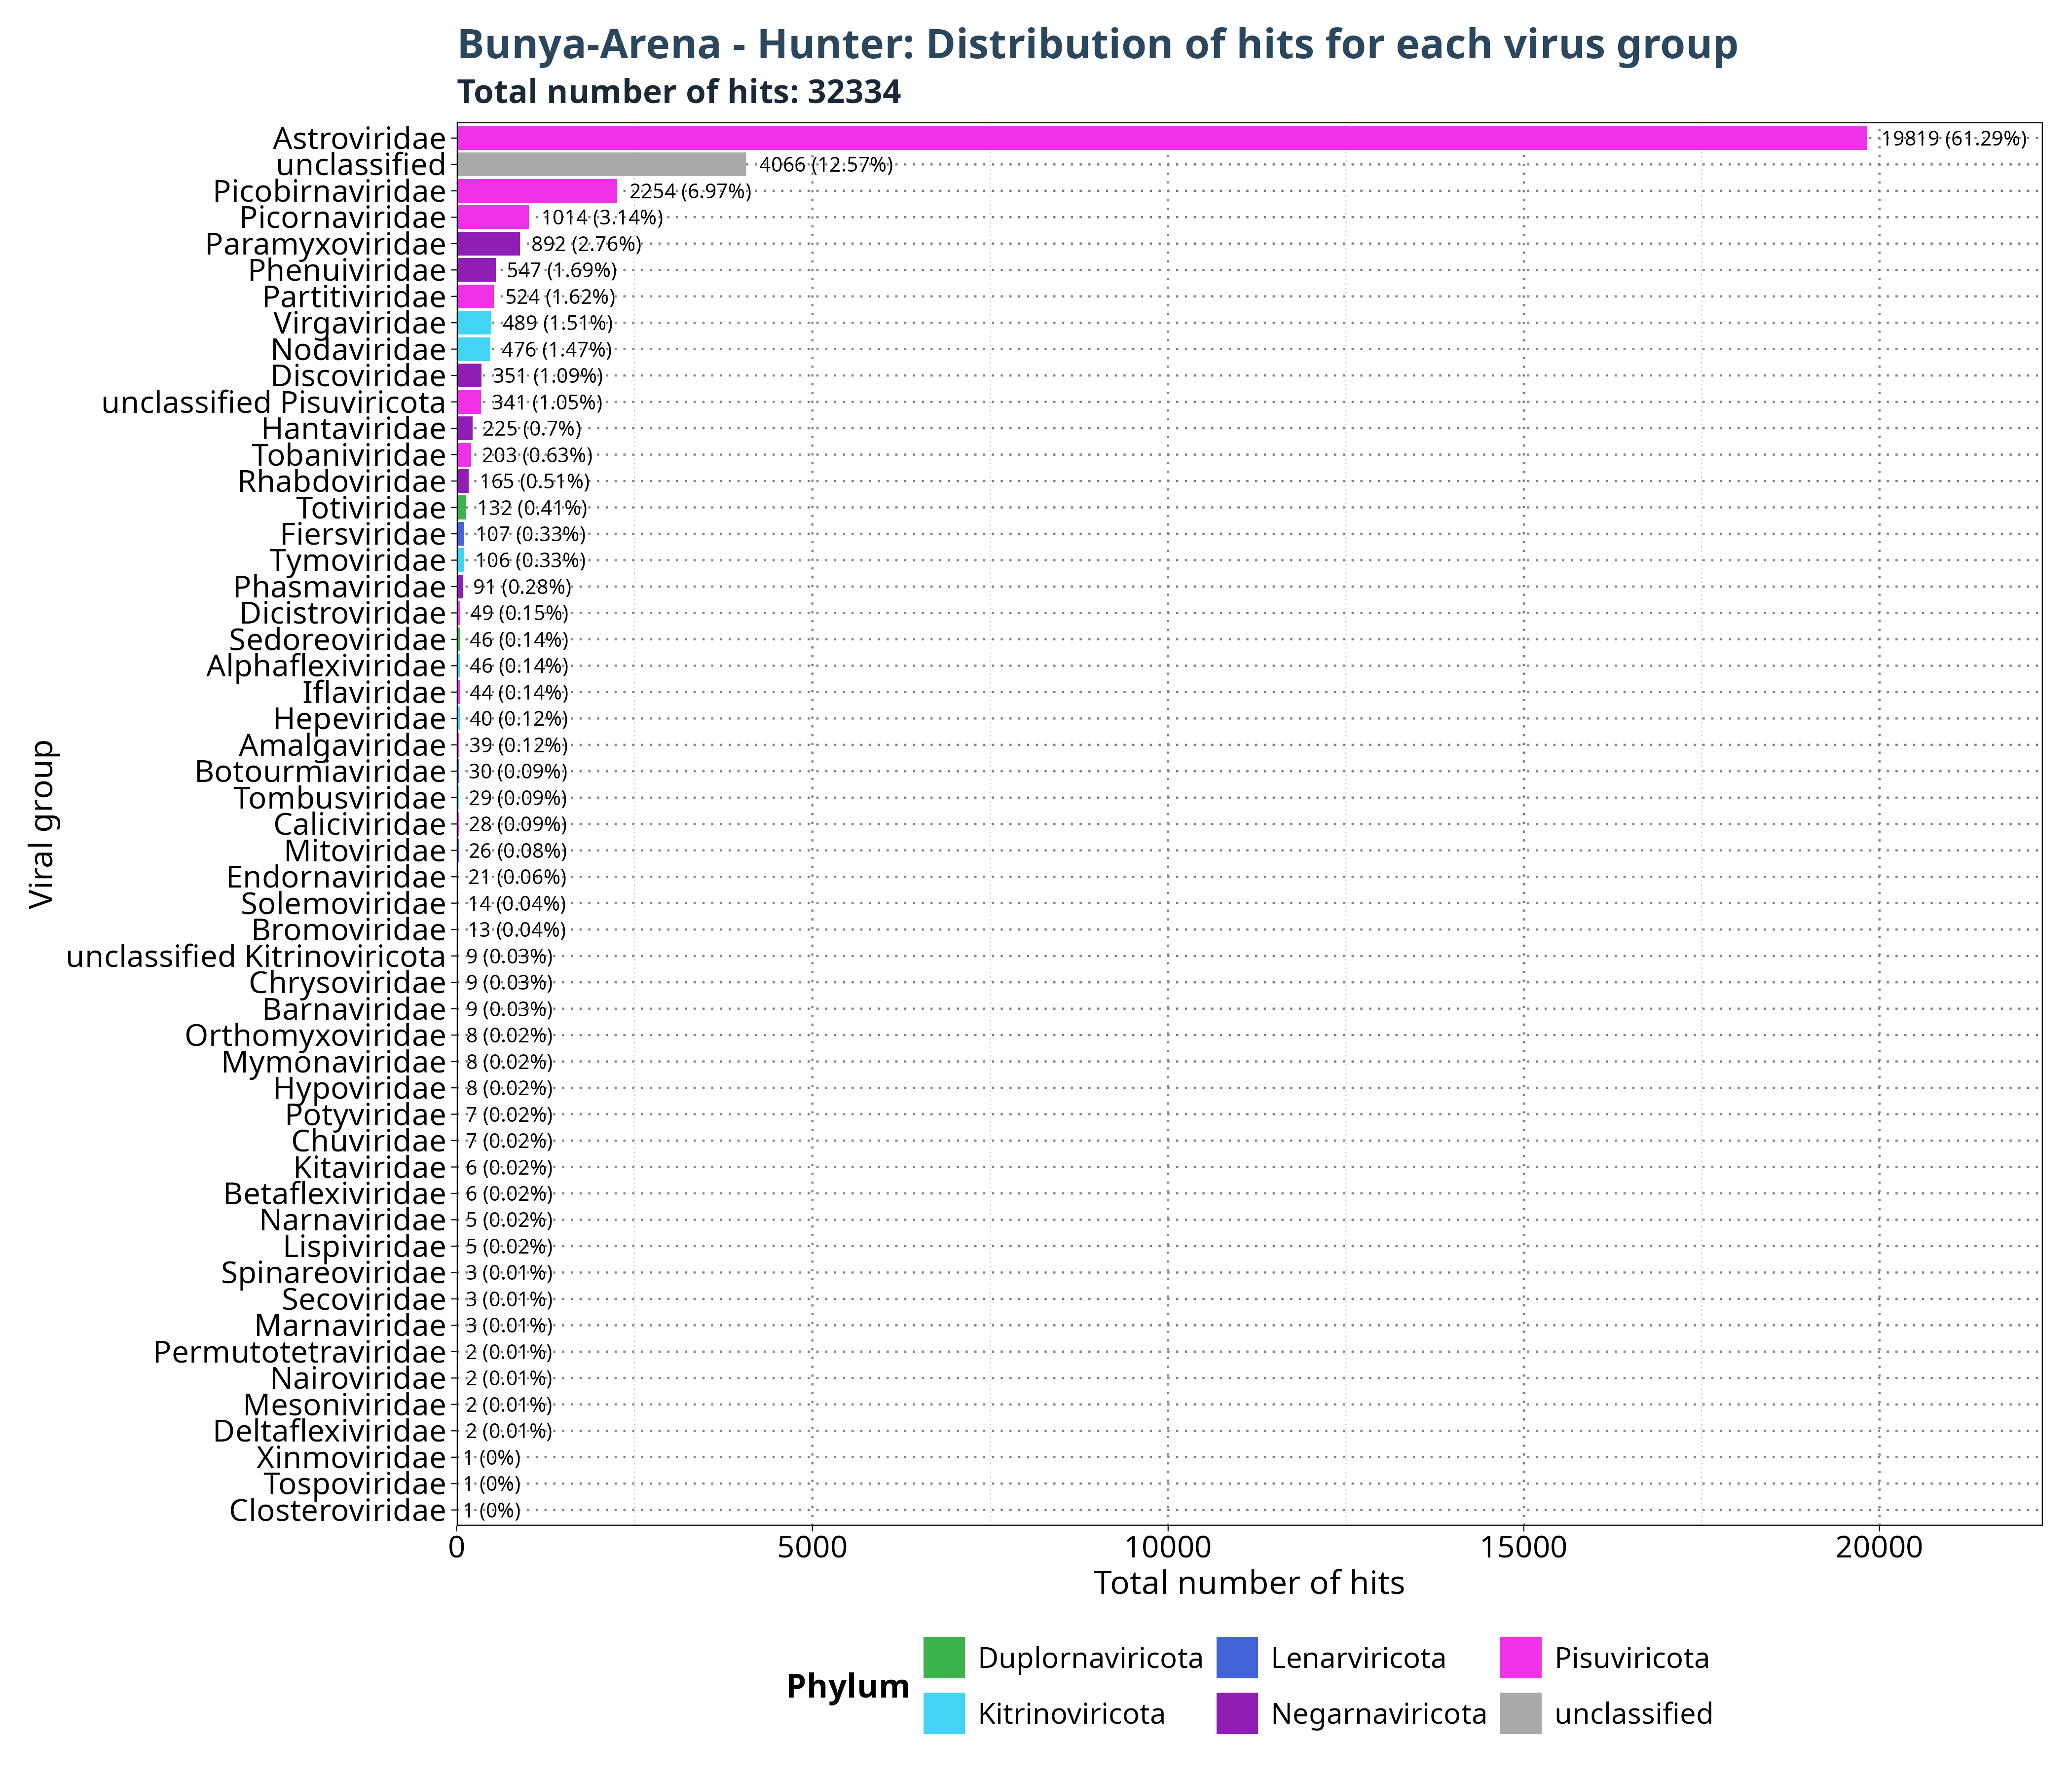 Bunya-Arena - Hunter: Distribution of hits for each virus group
Total number of hits: 32334
Viral group
Astroviridae 19819 (61.29%)
unclassified 4066 (12.57%)
Picobirnaviridae 2254 (6.97%)
Picornaviridae 1014 (3.14%)
Paramyxoviridae 892 (2.76%)
Phenuiviridae 547 (1.69%)
Partitiviridae 524 (1.62%)
Virgaviridae 489 (1.51%)
Nodaviridae 476 (1.47%)
Discoviridae 351 (1.09%)
unclassified Pisuviricota 341 (1.05%)
Hantaviridae 225 (0.7%)
Tobaniviridae 203 (0.63%)
Rhabdoviridae 165 (0.51%)
Totiviridae 132 (0.41%)
Fiersviridae 107 (0.33%)
Tymoviridae 106 (0.33%)
Phasmaviridae 91 (0.28%)
Dicistroviridae 49 (0.15%)
Sedoreoviridae 46 (0.14%)
Alphaflexiviridae 46 (0.14%)
Iflaviridae 44 (0.14%)
Hepeviridae 40 (0.12%)
Amalgaviridae 39 (0.12%)
Botourmiaviridae 30 (0.09%)
Tombusviridae 29 (0.09%)
Caliciviridae 28 (0.09%)
Mitoviridae 26 (0.08%)
Endornaviridae 21 (0.06%)
Solemoviridae 14 (0.04%)
Bromoviridae 13 (0.04%)
unclassified Kitrinoviricota 9 (0.03%)
Chrysoviridae 9 (0.03%)
Barnaviridae 9 (0.03%)
Orthomyxoviridae 8 (0.02%)
Mymonaviridae 8 (0.02%)
Hypoviridae 8 (0.02%)
Potyviridae 7 (0.02%)
Chuviridae 7 (0.02%)
Kitaviridae 6 (0.02%)
Betaflexiviridae 6 (0.02%)
Narnaviridae 5 (0.02%)
Lispiviridae 5 (0.02%)
Spinareoviridae 3 (0.01%)
Secoviridae 3 (0.01%)
Marnaviridae 3 (0.01%)
Permutotetraviridae 2 (0.01%)
Nairoviridae 2 (0.01%)
Mesoniviridae 2 (0.01%)
Deltaflexiviridae 2 (0.01%)
Xinmoviridae 1 (0%)
Tospoviridae 1 (0%)
Closteroviridae 1 (0%)
0 5000 10000 15000 20000
Total number of hits
Phylum
Duplornaviricota Lenarviricota Pisuviricota
Kitrinoviricota Negarnaviricota unclassified